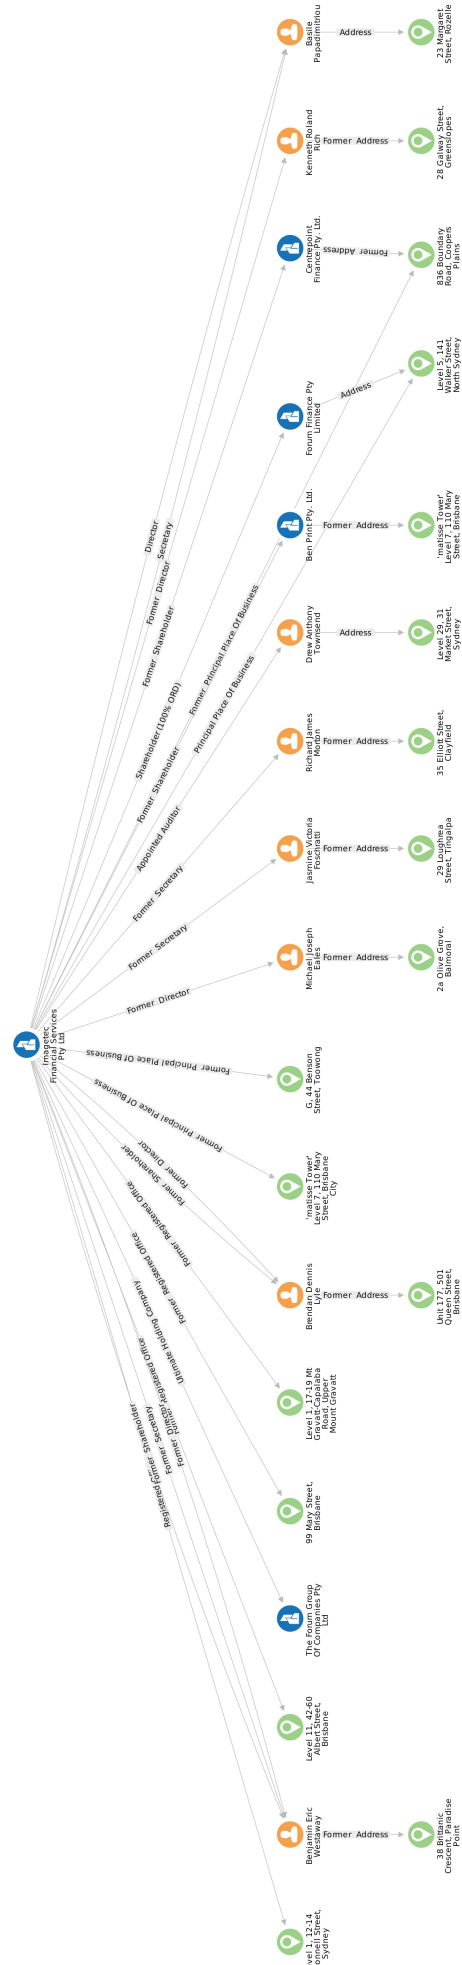 Basile
Papadimitriou
Address
23 Margaret
Street, Rozelle
Kenneth Roland
Rich
Former Address
28 Galway Street,
Greenslopes
Centrepoint
Finance Pty. Ltd.
Former Address
836 Boundary
Road, Coopers
Plains
Forum Finance Pty
Limited
Address
Level 5, 141
Walker Street,
North Sydney
Ben Print Pty. Ltd.
Former Address
'matisse Tower'
Level 7, 110 Mary
Street, Brisbane
Drew Anthony
Townsend
Address
Level 29, 31
Market Street,
Sydney
Richard James
Morton
Former Address
35 Elliott Street,
Clayfield
Jasmine Victoria
Foschratti
Former Address
29 Loughrea
Street, Tingalpa
Michael Joseph
Eales
Former Address
2a Olive Grove,
Balmoral
Director
Secretary
Former Director
Former Shareholder
Shareholder (100% ORD)
Former Principal Place Of Business
Principal Place Of Business
Former Shareholder
Appointed Auditor
Former Secretary
Former Secretary
Former Director
Imagetec
Financial Services
Pty Ltd
Former Principal Place Of Business
G, 44 Benson
Street, Toowong
Former Principal Place Of Business
'matisse Tower'
Level 7, 110 Mary
Street, Brisbane
City
Former Director
Former Shareholder
Brendan Dennis
Lyle
Former Address
Unit 177, 501
Queen Street,
Brisbane
Former Registered Office
Level 1, 17-19 Mt
Gravatt-Capalaba
Road, Upper
Mount Gravatt
Former Registered Office
99 Mary Street,
Brisbane
Ultimate Holding Company
The Forum Group
Of Companies Pty
Ltd
Former Registered Office
Level 11, 42-60
Albert Street,
Brisbane
Former Director
Former Secretary
Former Shareholder
Benjamin Eric
Westaway
Former Address
38 Brittanic
Crescent, Paradise
Point
Registered
vel 1, 12-14
onnell Street,
Sydney